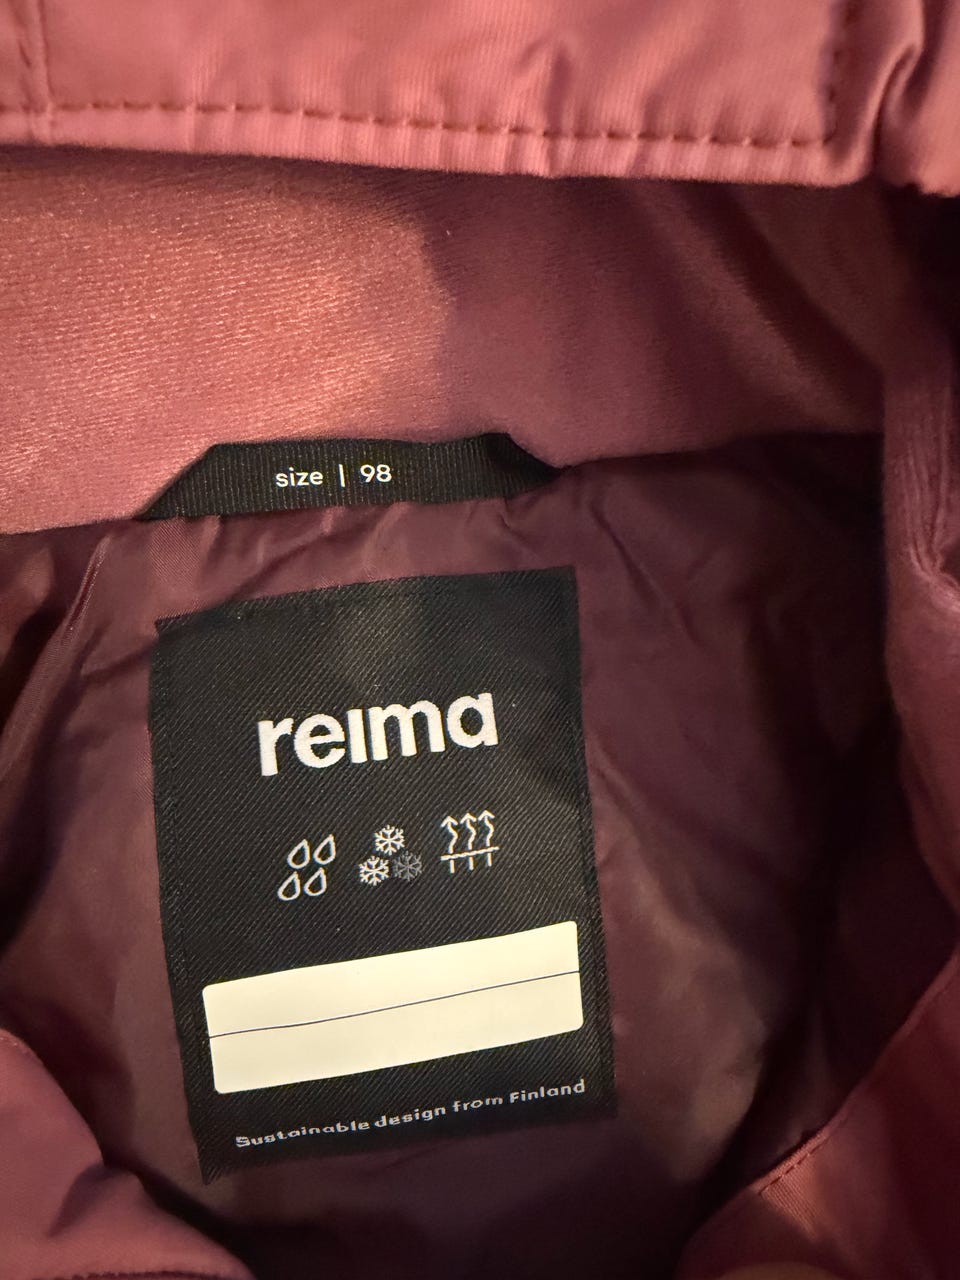 size | 98
reima
Sustainable design from Finland